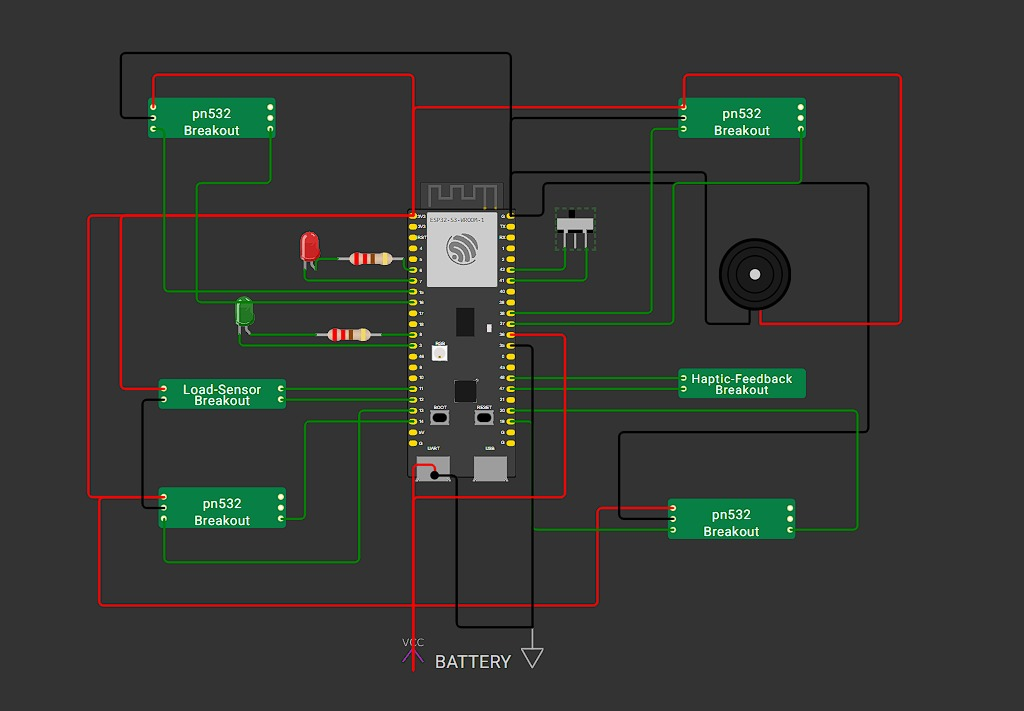 pn532
Breakout
pn532
Breakout
ESP32-S3-WROOM-1
RGB
Load-Sensor
Breakout
Haptic-Feedback
Breakout
BOOT
RESET
UART
USB
pn532
Breakout
pn532
Breakout
VCC
BATTERY